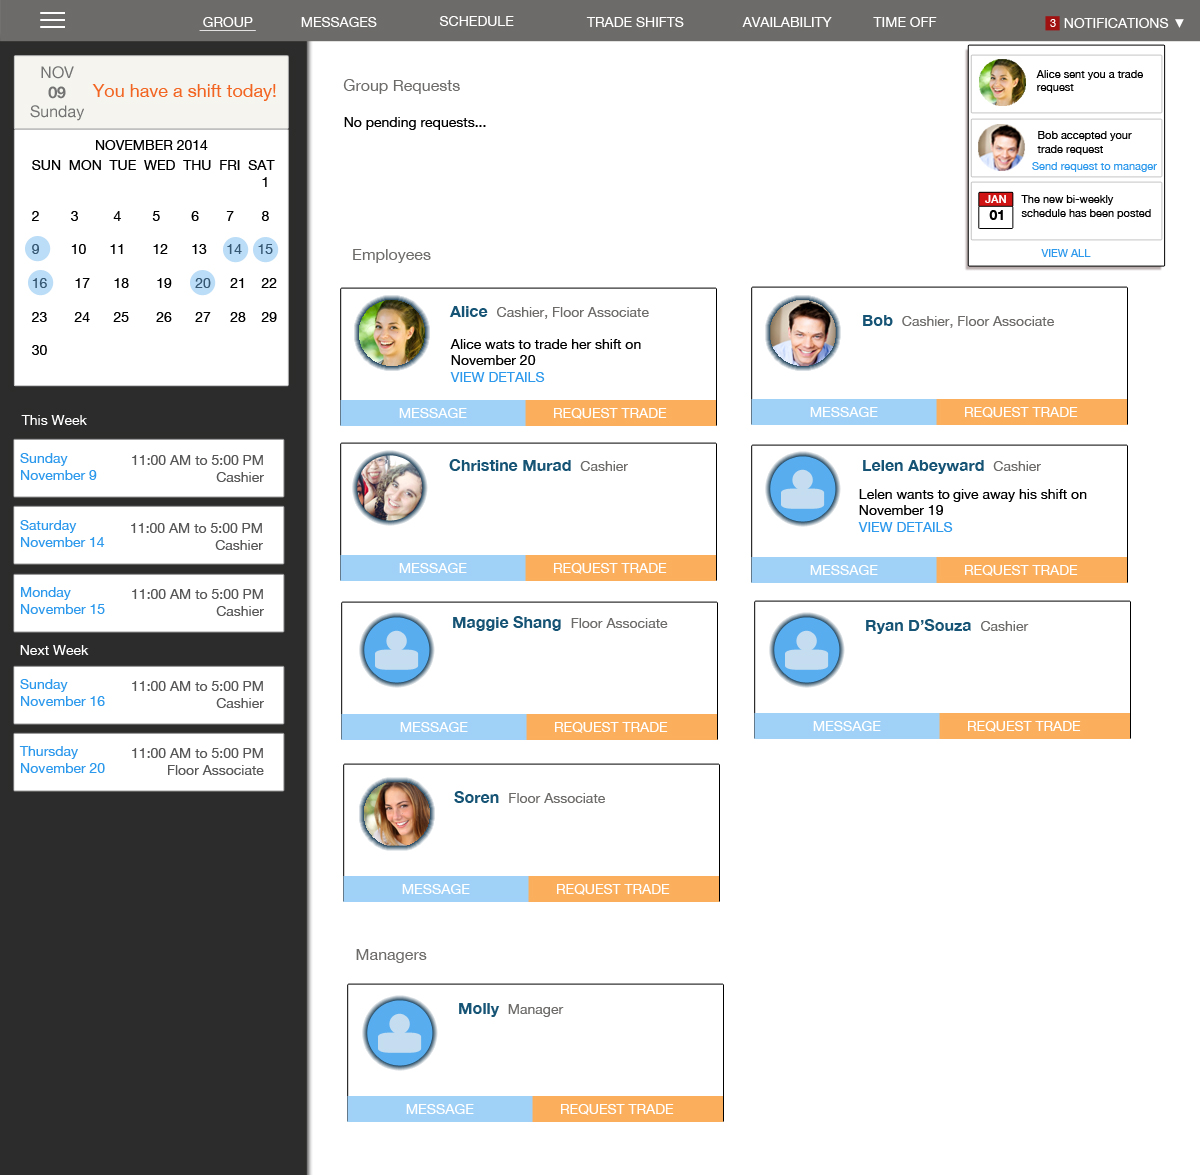 GROUP MESSAGES SCHEDULE TRADE SHIFTS AVAILABILITY TIME OFF 3 NOTIFICATIONS ▼
NOV
09
Sunday
You have a shift today!
NOVEMBER 2014
SUN MON TUE WED THU FRI SAT
1
2 3 4 5 6 7 8
9 10 11 12 13 14 15
16 17 18 19 20 21 22
23 24 25 26 27 28 29
30
This Week
Sunday
November 9
11:00 AM to 5:00 PM
Cashier
Saturday
November 14
11:00 AM to 5:00 PM
Cashier
Monday
November 15
11:00 AM to 5:00 PM
Cashier
Next Week
Sunday
November 16
11:00 AM to 5:00 PM
Cashier
Thursday
November 20
11:00 AM to 5:00 PM
Floor Associate
Group Requests
No pending requests...
Alice sent you a trade
request
Bob accepted your
trade request
Send request to manager
JAN
01
The new bi-weekly
schedule has been posted
VIEW ALL
Employees
Alice Cashier, Floor Associate
Alice wats to trade her shift on
November 20
VIEW DETAILS
MESSAGE REQUEST TRADE
Bob Cashier, Floor Associate
MESSAGE REQUEST TRADE
Christine Murad Cashier
MESSAGE REQUEST TRADE
Lelen Abeyward Cashier
Lelen wants to give away his shift on
November 19
VIEW DETAILS
MESSAGE REQUEST TRADE
Maggie Shang Floor Associate
MESSAGE REQUEST TRADE
Ryan D'Souza Cashier
MESSAGE REQUEST TRADE
Soren Floor Associate
MESSAGE REQUEST TRADE
Managers
Molly Manager
MESSAGE REQUEST TRADE